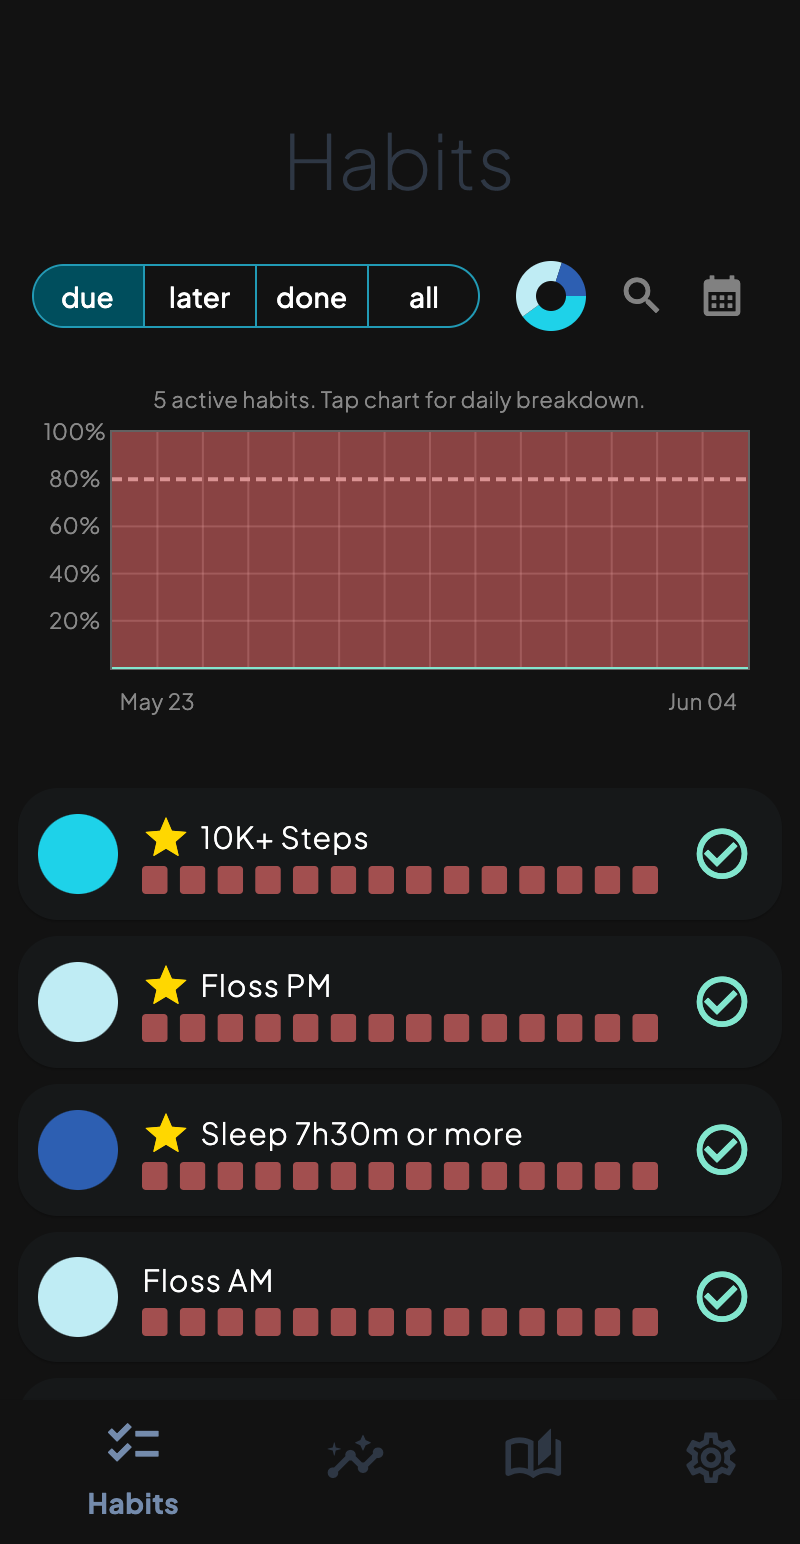 Habits
due later done all
5 active habits. Tap chart for daily breakdown.
100%
80%
60%
40%
20%
May 23 Jun 04
10K+ Steps
Floss PM
Sleep 7h30m or more
Floss AM
Habits